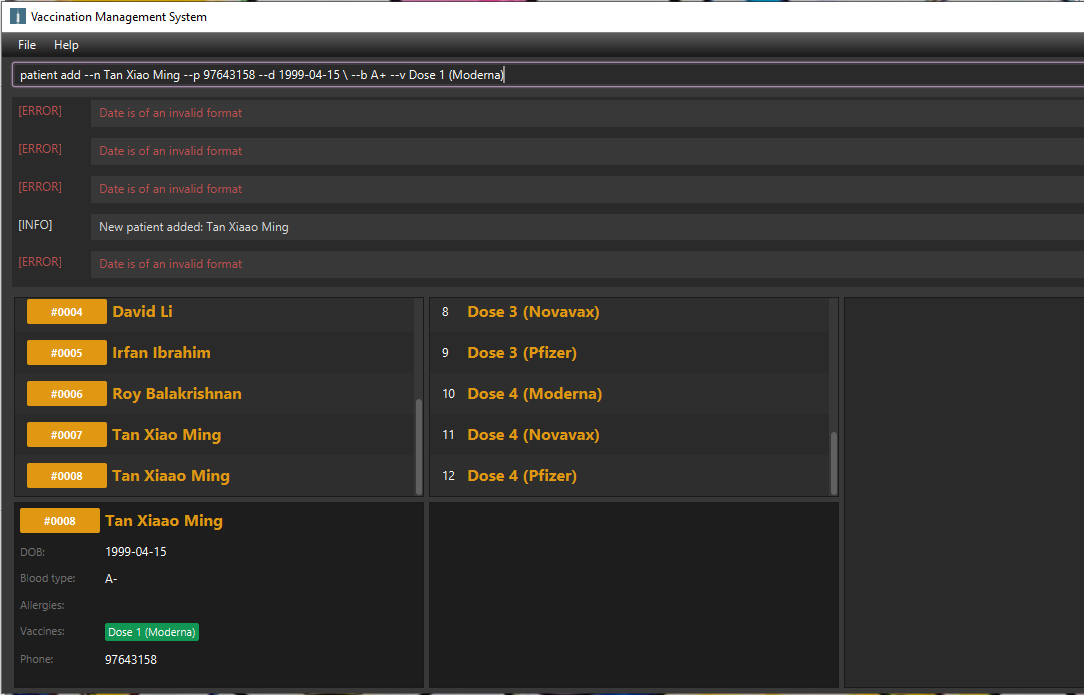 Vaccination Management System
File Help
patient add --n Tan Xiao Ming --p 97643158 --d 1999-04-15 \ --b A+ --v Dose 1 (Moderna)
[ERROR] Date is of an invalid format
[ERROR] Date is of an invalid format
[ERROR] Date is of an invalid format
[INFO] New patient added: Tan Xiaao Ming
[ERROR] Date is of an invalid format
#0004 David Li
#0005 Irfan Ibrahim
#0006 Roy Balakrishnan
#0007 Tan Xiao Ming
#0008 Tan Xiaao Ming
8 Dose 3 (Novavax)
9 Dose 3 (Pfizer)
10 Dose 4 (Moderna)
11 Dose 4 (Novavax)
12 Dose 4 (Pfizer)
#0008 Tan Xiaao Ming
DOB: 1999-04-15
Blood type: A-
Allergies:
Vaccines: Dose 1 (Moderna)
Phone: 97643158